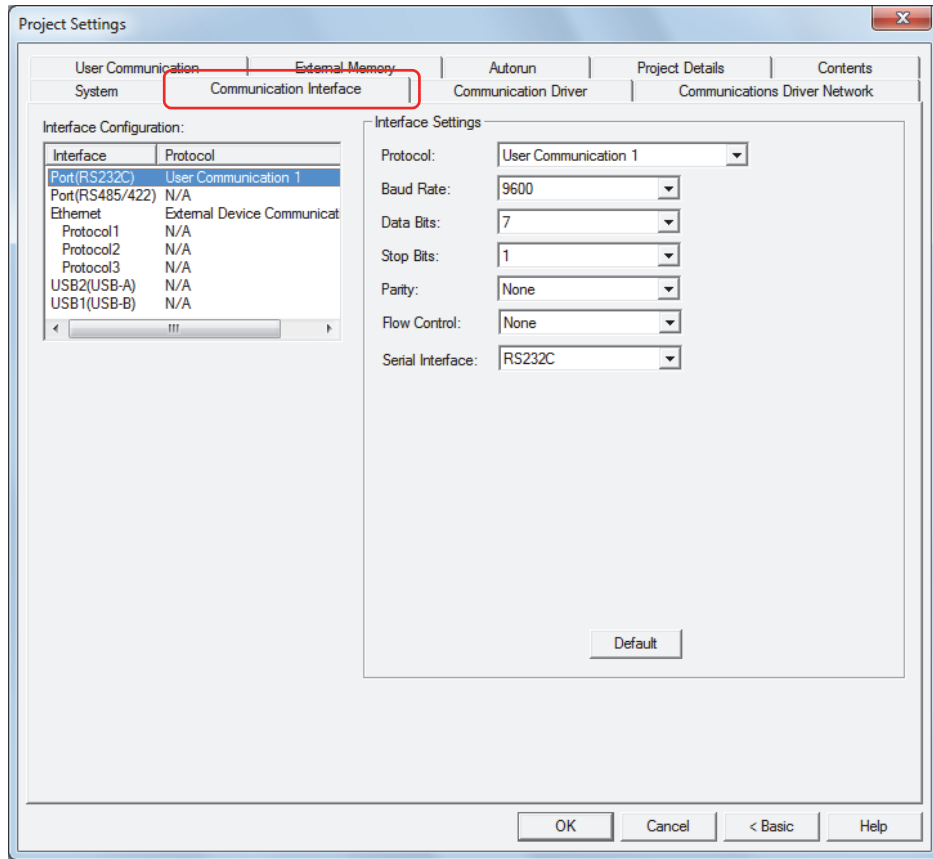 Project Settings
User Communication External Memory Autorun Project Details Contents
System Communication Interface Communication Driver Communications Driver Network
Interface Configuration:
Interface Protocol
Port(RS232C) User Communication 1
Port(RS485/422) N/A
Ethernet External Device Communicat
Protocol1 N/A
Protocol2 N/A
Protocol3 N/A
USB2(USB-A) N/A
USB1(USB-B) N/A
Interface Settings
Protocol: User Communication 1
Baud Rate: 9600
Data Bits: 7
Stop Bits: 1
Parity: None
Flow Control: None
Serial Interface: RS232C
Default
OK Cancel < Basic Help